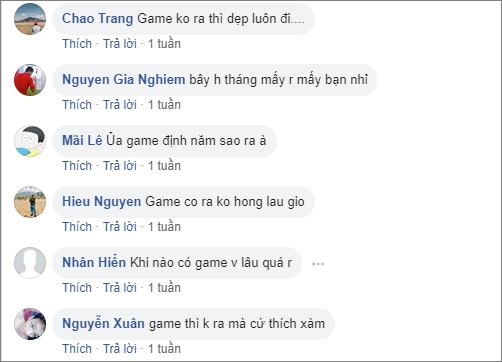 Chao Trang Game ko ra thì dẹp luôn đi....
Thích · Trả lời · 1 tuần
Nguyen Gia Nghiem bây h tháng mấy r mấy bạn nhỉ
Thích · Trả lời · 1 tuần
Mãi Lê Ủa game định năm sao ra à
Thích · Trả lời · 1 tuần
Hieu Nguyen Game co ra ko hong lau gio
Thích · Trả lời · 1 tuần
Nhân Hiển Khi nào có game v lâu quá r
Thích · Trả lời · 1 tuần
Nguyễn Xuân game thì k ra mà cứ thích xàm
Thích · Trả lời · 1 tuần